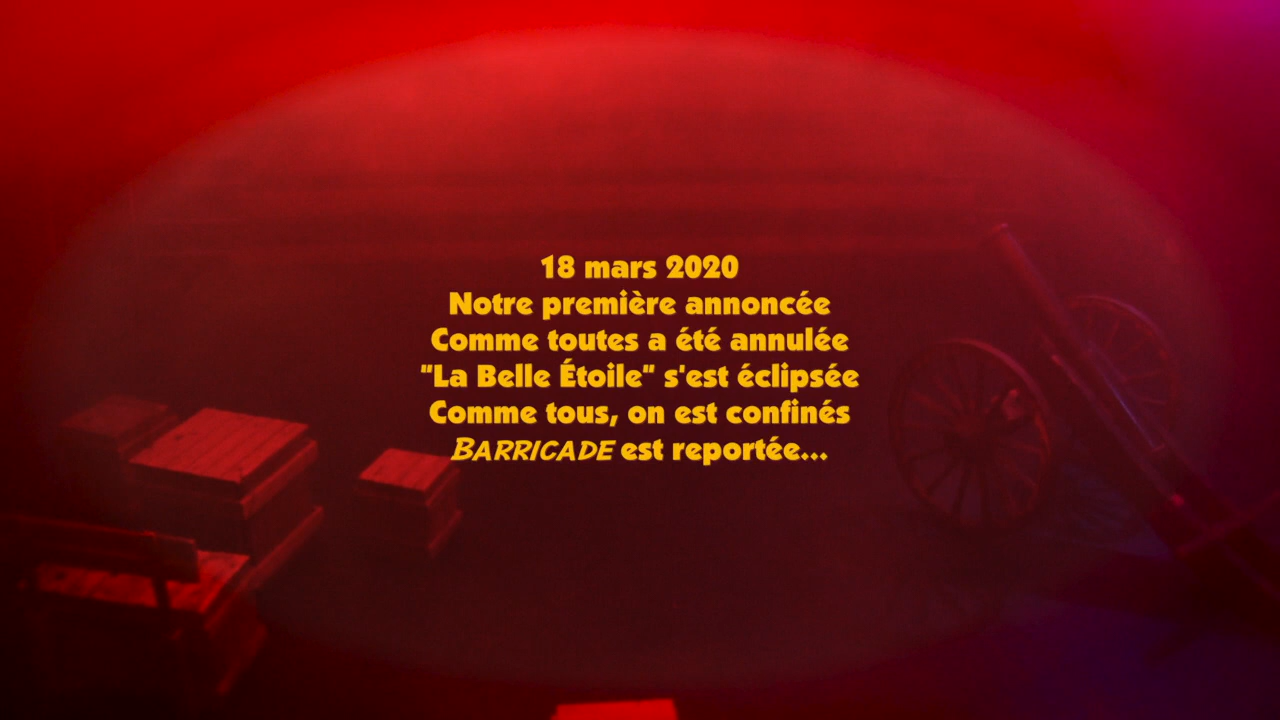 18 mars 2020
Notre première annoncée
Comme toutes a été annulée
"La Belle Étoile" s'est éclipsée
Comme tous, on est confinés
BARRICADE est reportée...